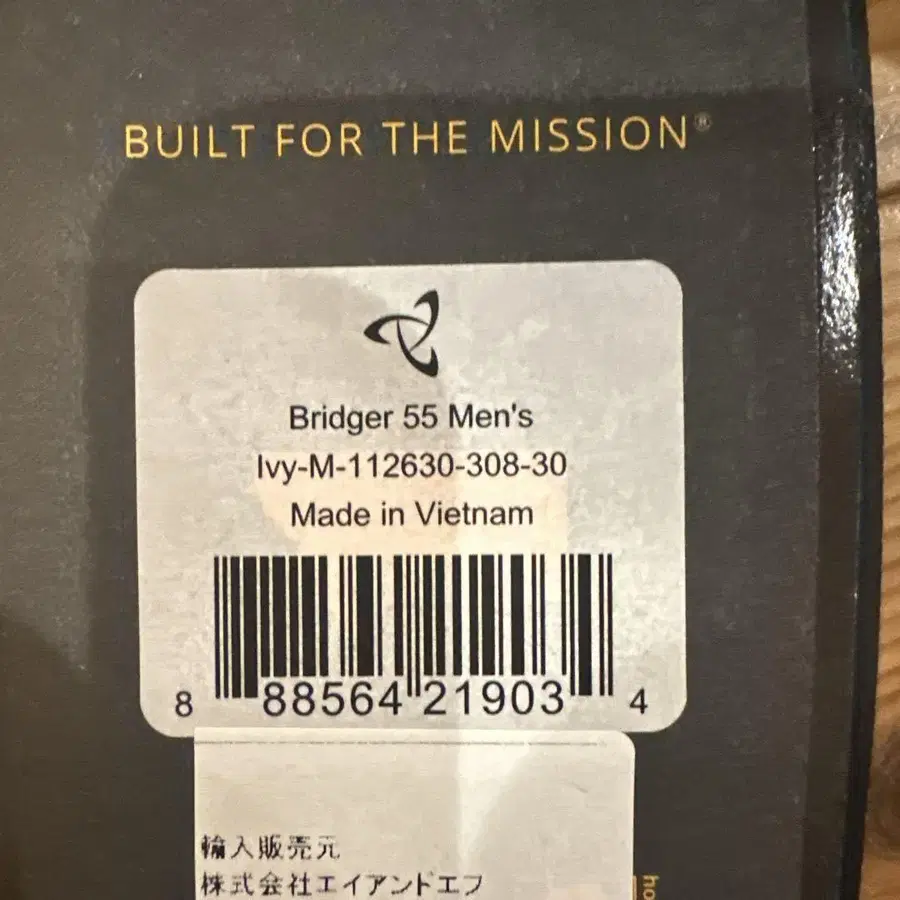 BUILT FOR THE MISSION®
Bridger 55 Men's
Ivy-M-112630-308-30
Made in Vietnam
8 88564 21903 4
輸入販売元
株式会社エイアンドエフ
ho